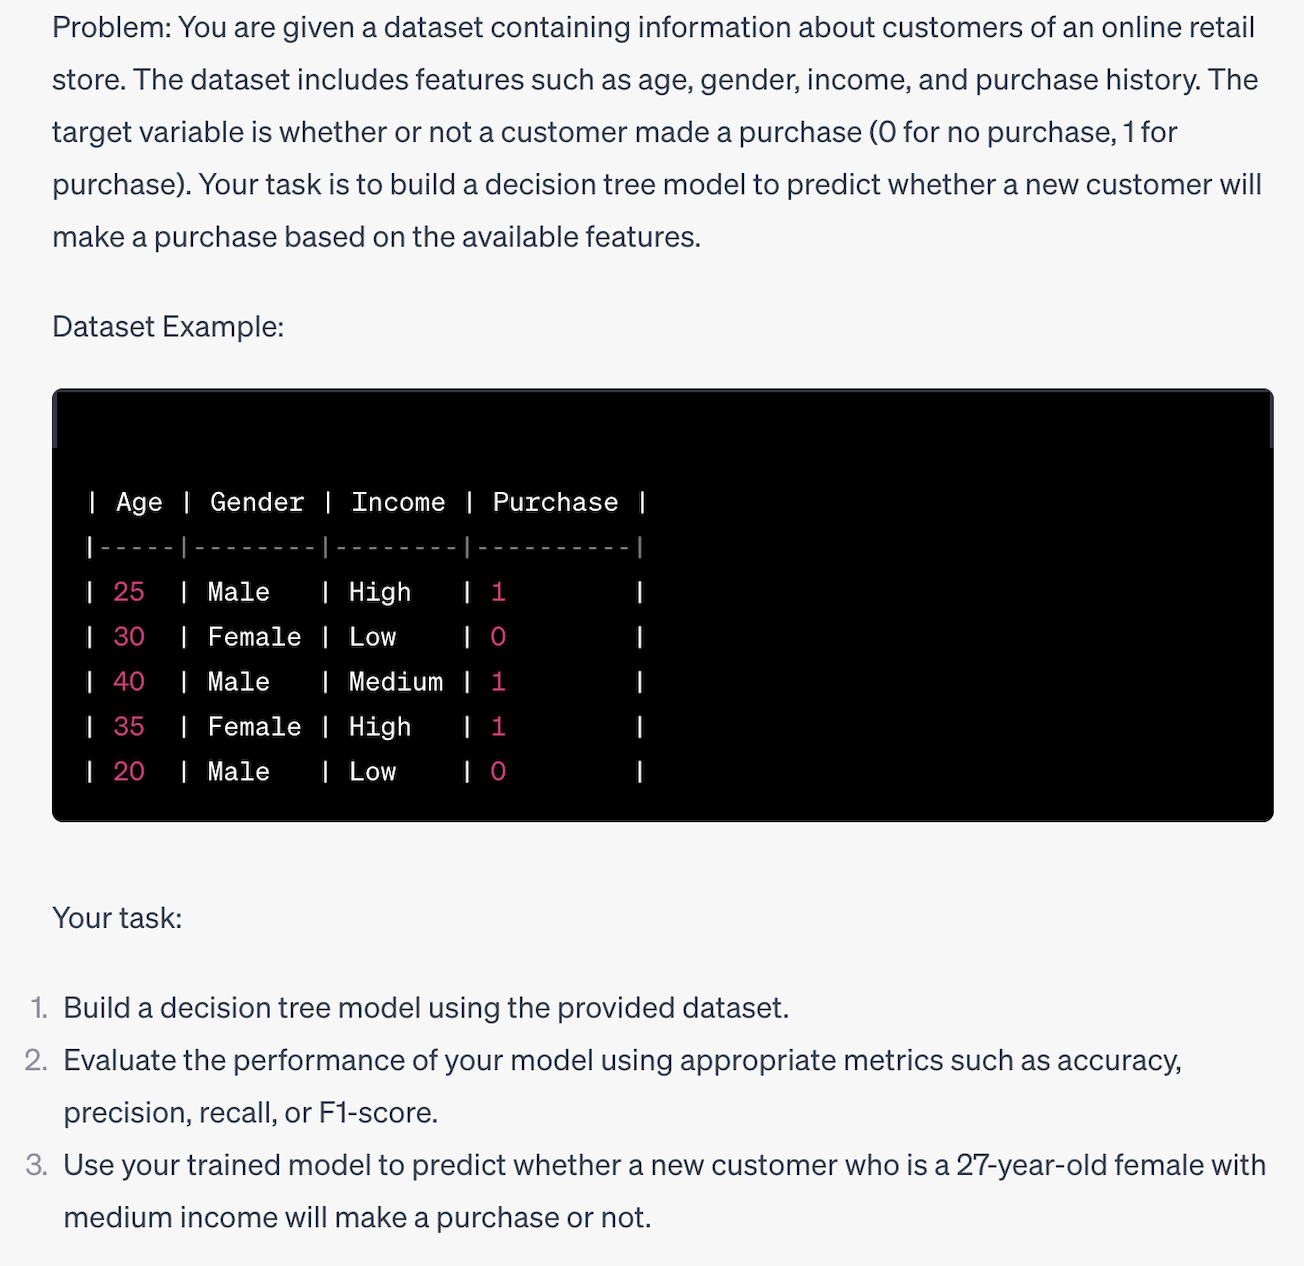 Problem: You are given a dataset containing information about customers of an online retail
store. The dataset includes features such as age, gender, income, and purchase history. The
target variable is whether or not a customer made a purchase (0 for no purchase, 1 for
purchase). Your task is to build a decision tree model to predict whether a new customer will
make a purchase based on the available features.
Dataset Example:
| Age | Gender | Income | Purchase |
|-----|--------|--------|----------|
| 25  | Male   | High   | 1        |
| 30  | Female | Low    | 0        |
| 40  | Male   | Medium | 1        |
| 35  | Female | High   | 1        |
| 20  | Male   | Low    | 0        |
Your task:
1. Build a decision tree model using the provided dataset.
2. Evaluate the performance of your model using appropriate metrics such as accuracy,
precision, recall, or F1-score.
3. Use your trained model to predict whether a new customer who is a 27-year-old female with
medium income will make a purchase or not.